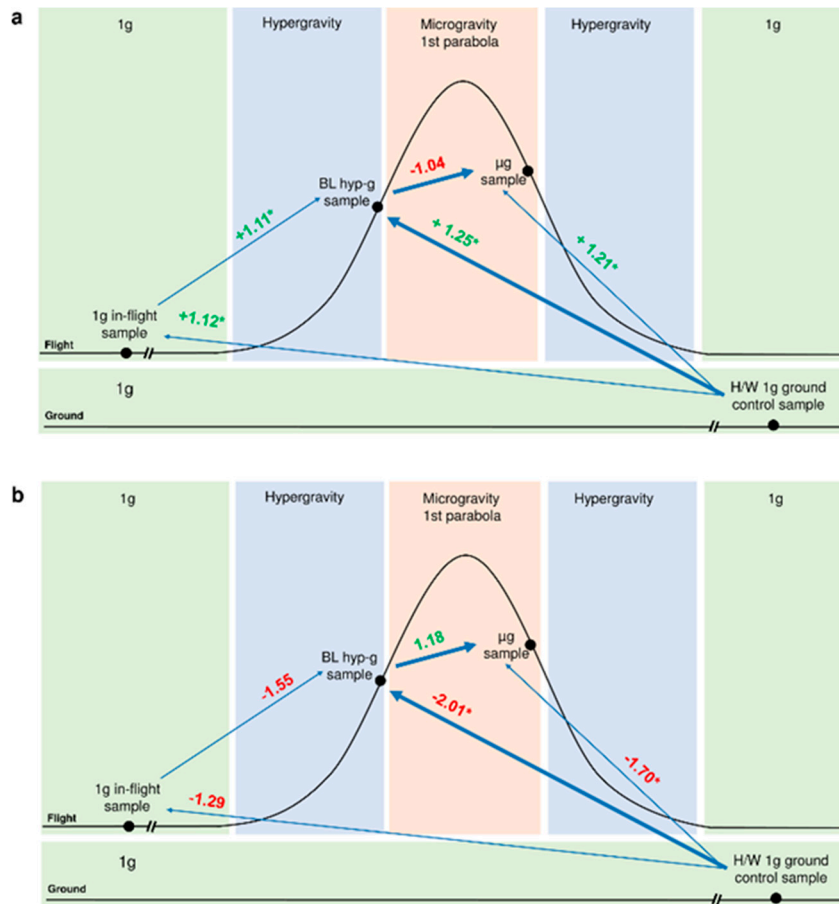 a
1g
Hypergravity
Microgravity
1st parabola
Hypergravity
1g
-1.04
µg
sample
BL hyp-g
sample
+1.11*
+ 1.25*
+ 1.21*
1g in-flight
sample
+1.12*
Flight
1g
H/W 1g ground
control sample
Ground
b
1g
Hypergravity
Microgravity
1st parabola
Hypergravity
1g
1.18
µg
sample
BL hyp-g
sample
-1.55
-2.01*
-1.70*
1g in-flight
sample
-1.29
Flight
1g
H/W 1g ground
control sample
Ground